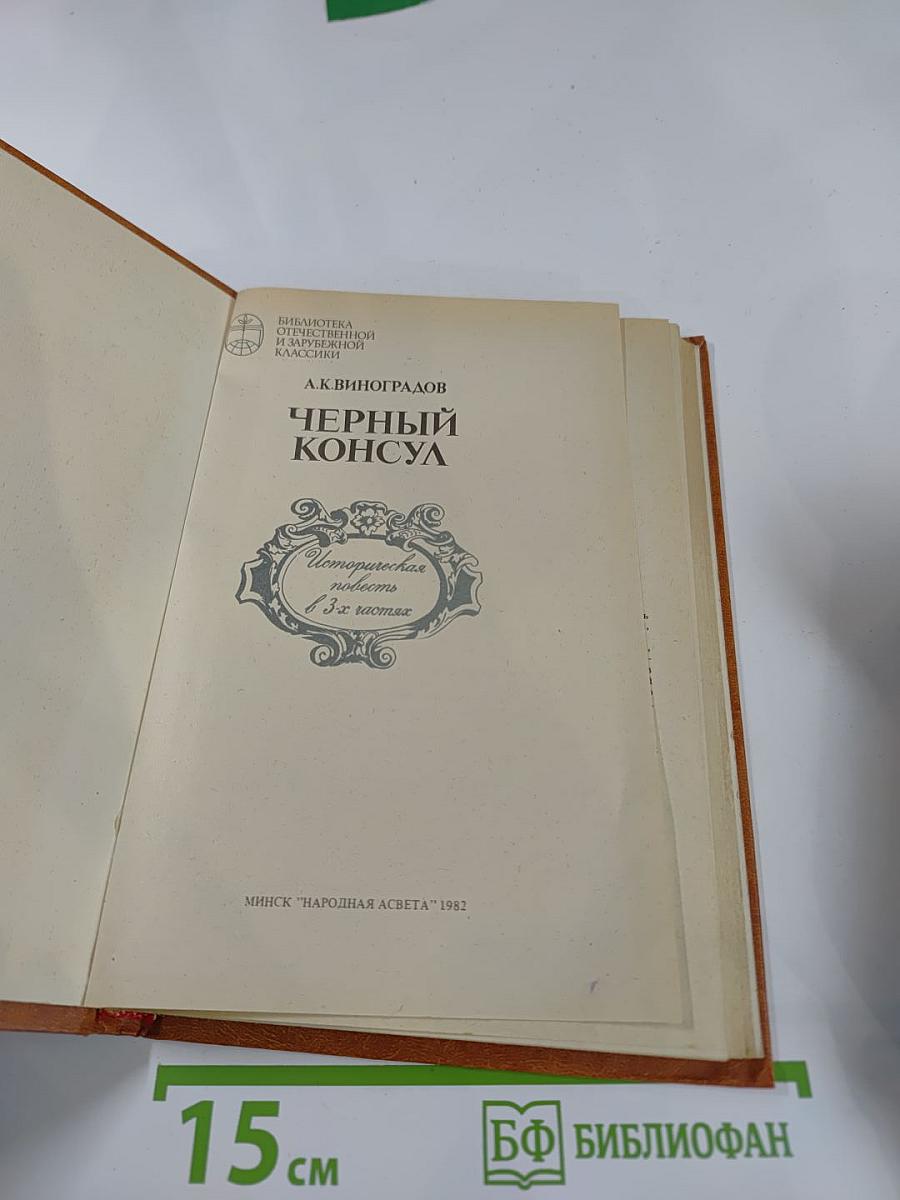 БИБЛИОТЕКА
ОТЕЧЕСТВЕННОЙ
И ЗАРУБЕЖНОЙ
КЛАССИКИ
А.К.ВИНОГРАДОВ
ЧЕРНЫЙ
КОНСУЛ
Историческая
повесть
в 3-х частях
МИНСК "НАРОДНАЯ АСВЕТА" 1982
15 см
БФ БИБЛИОФАН